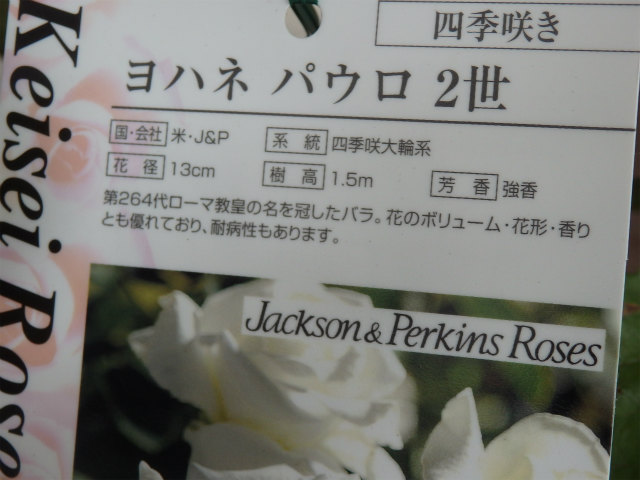 四季咲き
ヨハネ パウロ 2世
国・会社 米・J&P 系統 四季咲大輪系
花径 13cm 樹高 1.5m 芳香 強香
第264代ローマ教皇の名を冠したバラ。花のボリューム・花形・香り
とも優れており、耐病性もあります。
Jackson & Perkins Roses
Keisei Rose